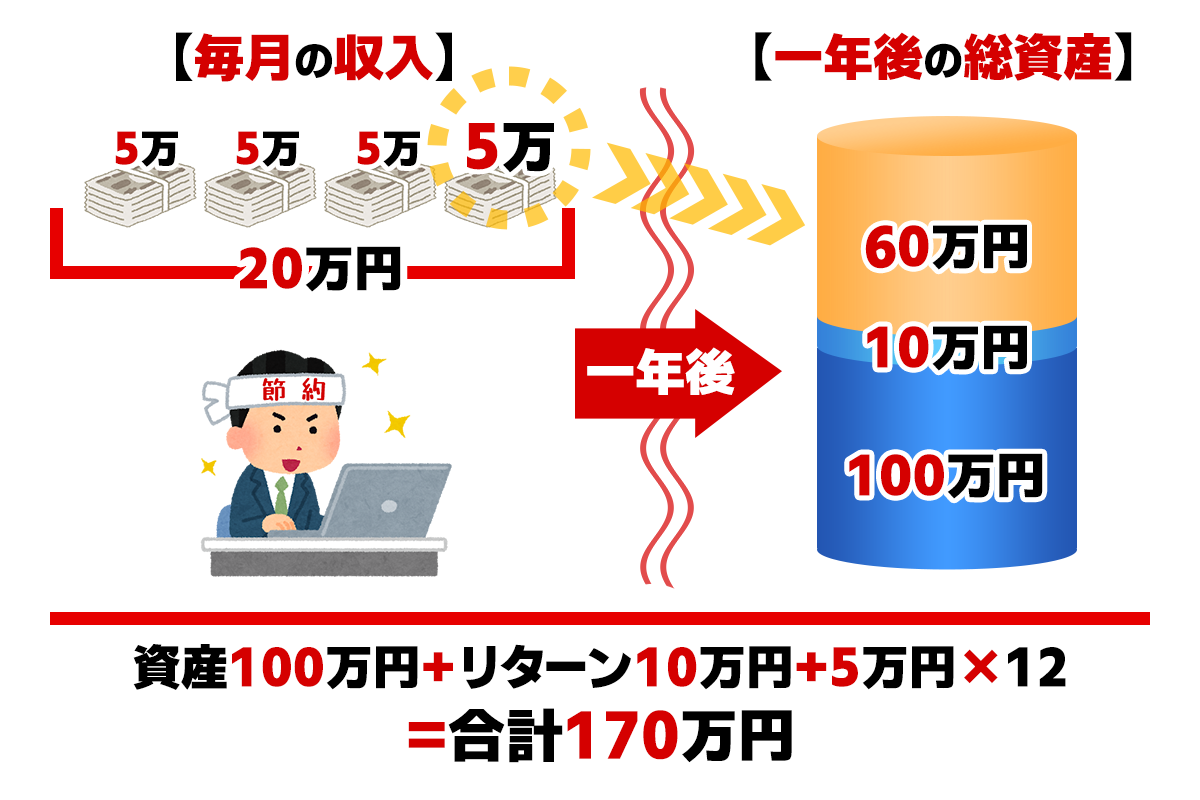 【毎月の収入】
5万 5万 5万 5万
20万円
節約
一年後
【一年後の総資産】
60万円
10万円
100万円
資産100万円+リターン10万円+5万円×12
=合計170万円